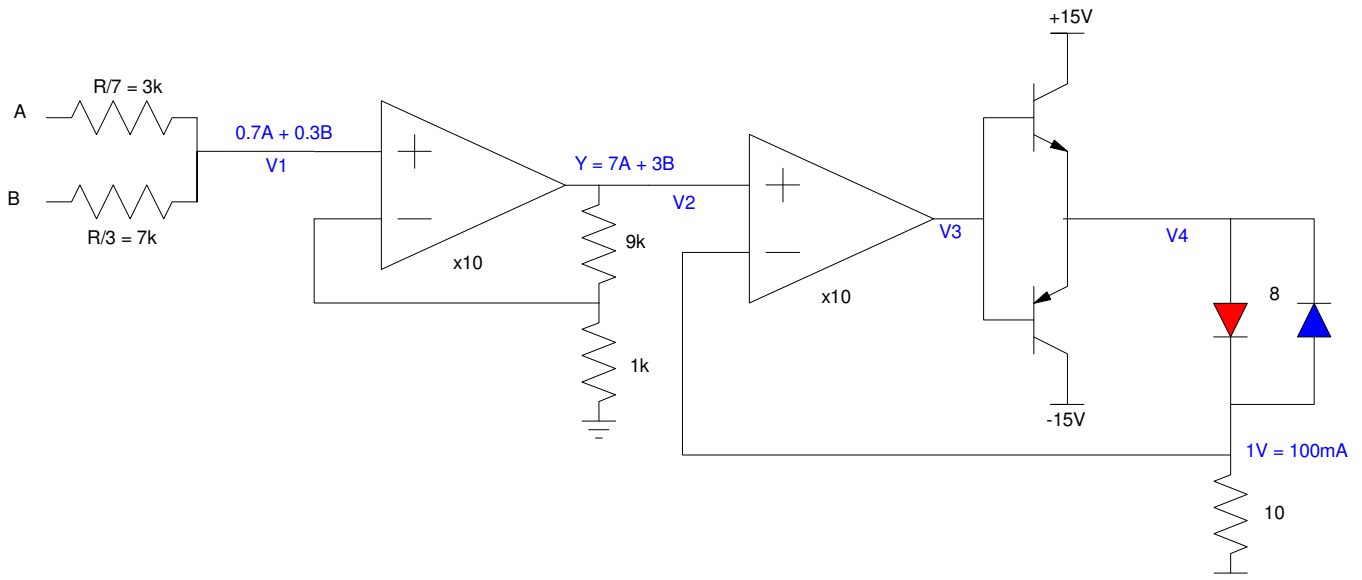 +15V
R/7 = 3k
A
0.7A + 0.3B
V1
Y = 7A + 3B
V2
B
R/3 = 7k
9k
x10
V3
V4
x10
8
1k
-15V
1V = 100mA
10